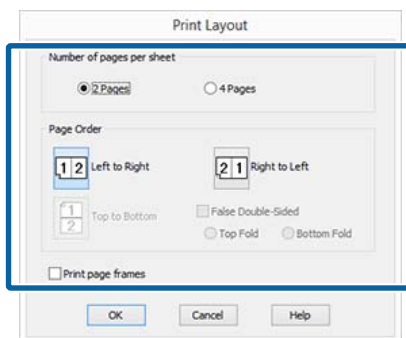 Print Layout
Number of pages per sheet
2 Pages
4 Pages
Page Order
1 2 Left to Right
2 1 Right to Left
1
2
Top to Bottom
False Double-Sided
Top Fold
Bottom Fold
Print page frames
OK
Cancel
Help